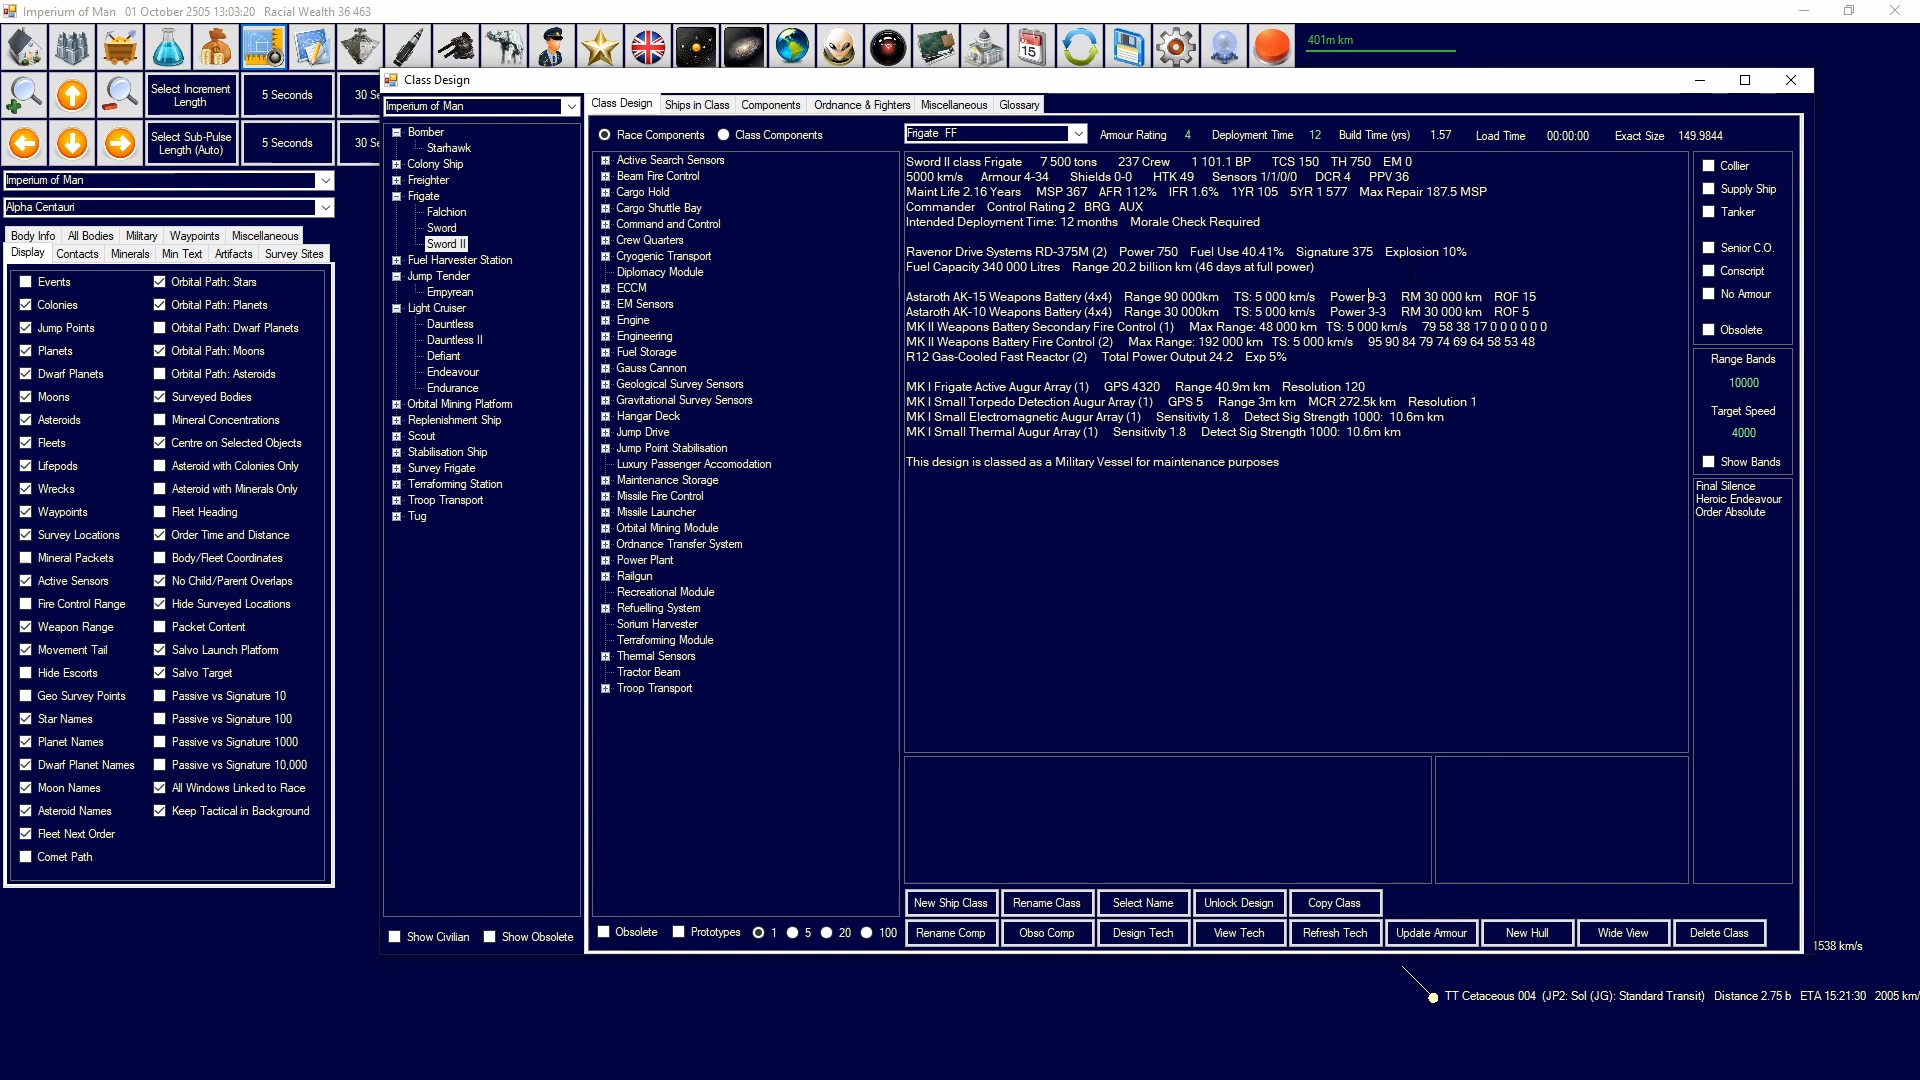 Imperium of Man   01 October 2505 13:03:20   Racial Wealth 36 463
401m km
Select Increment Length
5 Seconds
30 Se
Select Sub-Pulse Length (Auto)
5 Seconds
30 Se
Imperium of Man
Alpha Centauri
Body Info   All Bodies   Military   Waypoints   Miscellaneous
Display   Contacts   Minerals   Min Text   Artifacts   Survey Sites
Events   Orbital Path: Stars
Colonies   Orbital Path: Planets
Jump Points   Orbital Path: Dwarf Planets
Planets   Orbital Path: Moons
Dwarf Planets   Orbital Path: Asteroids
Moons   Surveyed Bodies
Asteroids   Mineral Concentrations
Fleets   Centre on Selected Objects
Lifepods   Asteroid with Colonies Only
Wrecks   Asteroid with Minerals Only
Waypoints   Fleet Heading
Survey Locations   Order Time and Distance
Mineral Packets   Body/Fleet Coordinates
Active Sensors   No Child/Parent Overlaps
Fire Control Range   Hide Surveyed Locations
Weapon Range   Packet Content
Movement Tail   Salvo Launch Platform
Hide Escorts   Salvo Target
Geo Survey Points   Passive vs Signature 10
Star Names   Passive vs Signature 100
Planet Names   Passive vs Signature 1000
Dwarf Planet Names   Passive vs Signature 10,000
Moon Names   All Windows Linked to Race
Asteroid Names   Keep Tactical in Background
Fleet Next Order
Comet Path
Class Design
Imperium of Man
Bomber
Starhawk
Colony Ship
Freighter
Frigate
Falchion
Sword
Sword II
Fuel Harvester Station
Jump Tender
Empyrean
Light Cruiser
Dauntless
Dauntless II
Defiant
Endeavour
Endurance
Orbital Mining Platform
Replenishment Ship
Scout
Stabilisation Ship
Survey Frigate
Terraforming Station
Troop Transport
Tug
Show Civilian   Show Obsolete
Class Design   Ships in Class   Components   Ordnance & Fighters   Miscellaneous   Glossary
Race Components   Class Components
Active Search Sensors
Beam Fire Control
Cargo Hold
Cargo Shuttle Bay
Command and Control
Crew Quarters
Cryogenic Transport
Diplomacy Module
ECCM
EM Sensors
Engine
Engineering
Fuel Storage
Gauss Cannon
Geological Survey Sensors
Gravitational Survey Sensors
Hangar Deck
Jump Drive
Jump Point Stabilisation
Luxury Passenger Accomodation
Maintenance Storage
Missile Fire Control
Missile Launcher
Orbital Mining Module
Ordnance Transfer System
Power Plant
Railgun
Recreational Module
Refuelling System
Sorium Harvester
Terraforming Module
Thermal Sensors
Tractor Beam
Troop Transport
Obsolete   Prototypes   1   5   20   100
Frigate  FF   Armour Rating   4   Deployment Time   12   Build Time (yrs)   1.57   Load Time   00:00:00   Exact Size   149.9844
Sword II class Frigate   7 500 tons   237 Crew   1 101.1 BP   TCS 150   TH 750   EM 0
5000 km/s   Armour 4-34   Shields 0-0   HTK 49   Sensors 1/1/0/0   DCR 4   PPV 36
Maint Life 2.16 Years   MSP 367   AFR 112%   IFR 1.6%   1YR 105   5YR 1 577   Max Repair 187.5 MSP
Commander   Control Rating 2   BRG   AUX
Intended Deployment Time: 12 months   Morale Check Required
Ravenor Drive Systems RD-375M (2)   Power 750   Fuel Use 40.41%   Signature 375   Explosion 10%
Fuel Capacity 340 000 Litres   Range 20.2 billion km (46 days at full power)
Astaroth AK-15 Weapons Battery (4x4)   Range 90 000km   TS: 5 000 km/s   Power 9-3   RM 30 000 km   ROF 15
Astaroth AK-10 Weapons Battery (4x4)   Range 30 000km   TS: 5 000 km/s   Power 3-3   RM 30 000 km   ROF 5
MK II Weapons Battery Secondary Fire Control (1)   Max Range: 48 000 km   TS: 5 000 km/s   79 58 38 17 0 0 0 0 0 0
MK II Weapons Battery Fire Control (2)   Max Range: 192 000 km   TS: 5 000 km/s   95 90 84 79 74 69 64 58 53 48
R12 Gas-Cooled Fast Reactor (2)   Total Power Output 24.2   Exp 5%
MK I Frigate Active Augur Array (1)   GPS 4320   Range 40.9m km   Resolution 120
MK I Small Torpedo Detection Augur Array (1)   GPS 5   Range 3m km   MCR 272.5k km   Resolution 1
MK I Small Electromagnetic Augur Array (1)   Sensitivity 1.8   Detect Sig Strength 1000:  10.6m km
MK I Small Thermal Augur Array (1)   Sensitivity 1.8   Detect Sig Strength 1000:  10.6m km
This design is classed as a Military Vessel for maintenance purposes
Collier
Supply Ship
Tanker
Senior C.O.
Conscript
No Armour
Obsolete
Range Bands
10000
Target Speed
4000
Show Bands
Final Silence
Heroic Endeavour
Order Absolute
New Ship Class   Rename Class   Select Name   Unlock Design   Copy Class
Rename Comp   Obso Comp   Design Tech   View Tech   Refresh Tech   Update Armour   New Hull   Wide View   Delete Class
1538 km/s
TT Cetaceous 004  (JP2: Sol (JG): Standard Transit)   Distance 2.75 b   ETA 15:21:30   2005 km/
15